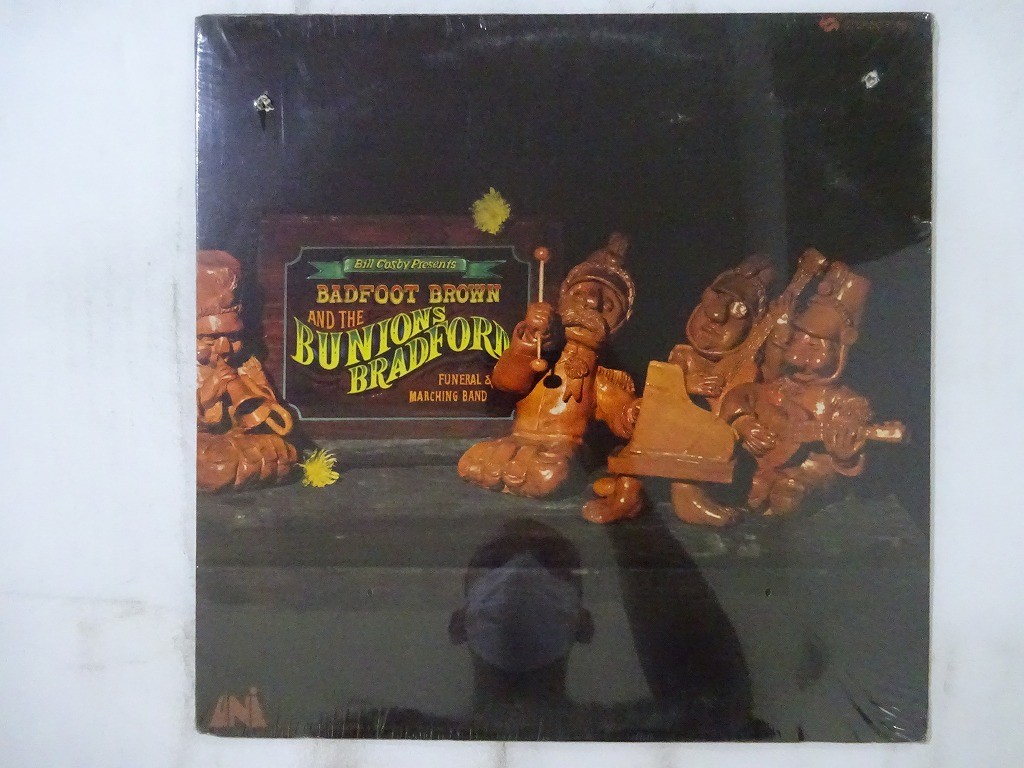 Bill Cosby Presents
BADFOOT BROWN
AND THE
BUNIONS
BRADFORD
FUNERAL &
MARCHING BAND
UNI